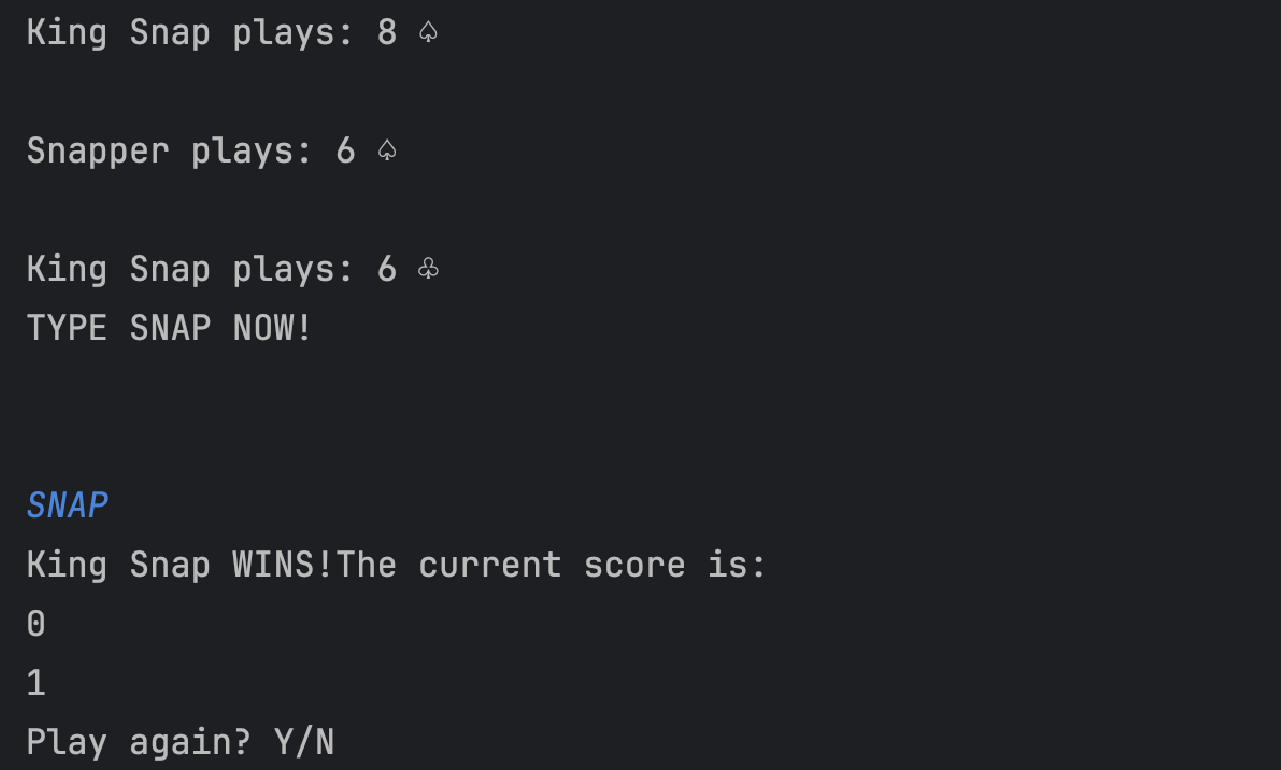 King Snap plays: 8 ♤
Snapper plays: 6 ♤
King Snap plays: 6 ♧
TYPE SNAP NOW!
SNAP
King Snap WINS!The current score is:
0
1
Play again? Y/N